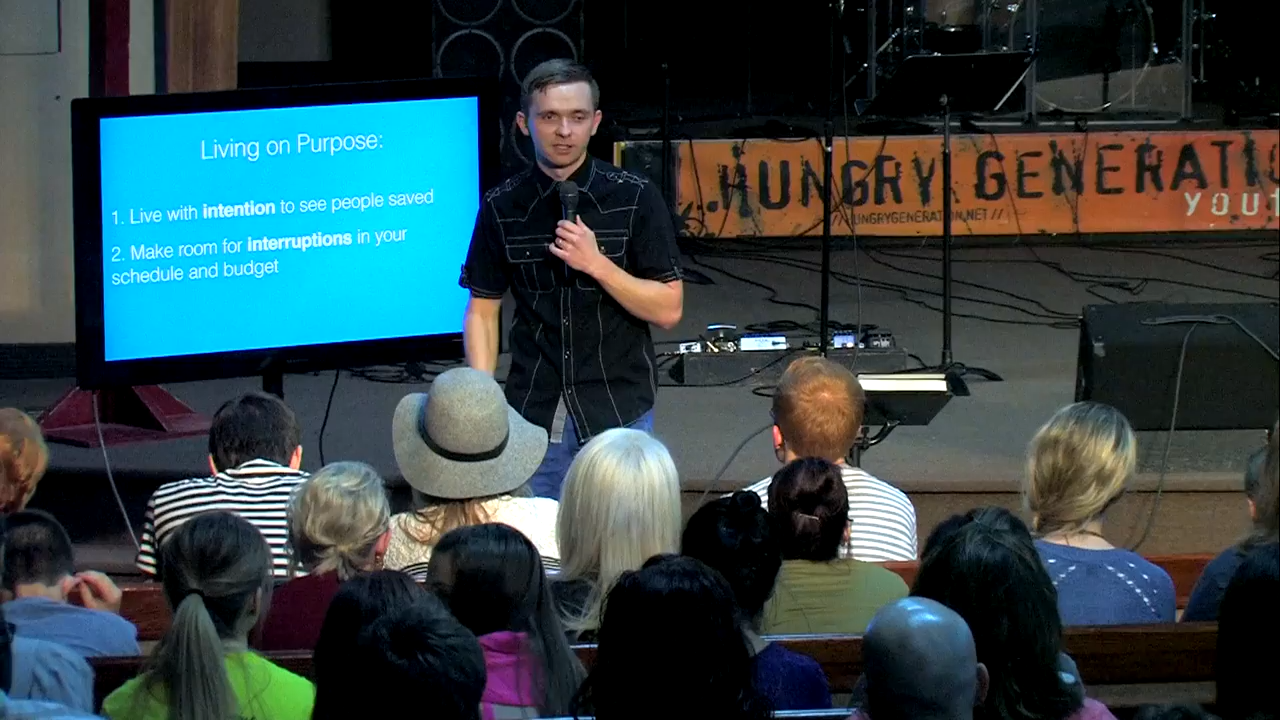 Living on Purpose:
1. Live with intention to see people saved
2. Make room for interruptions in your
schedule and budget
HUNGRY GENERATIO
//HUNGRYGENERATION.NET //
YOUT